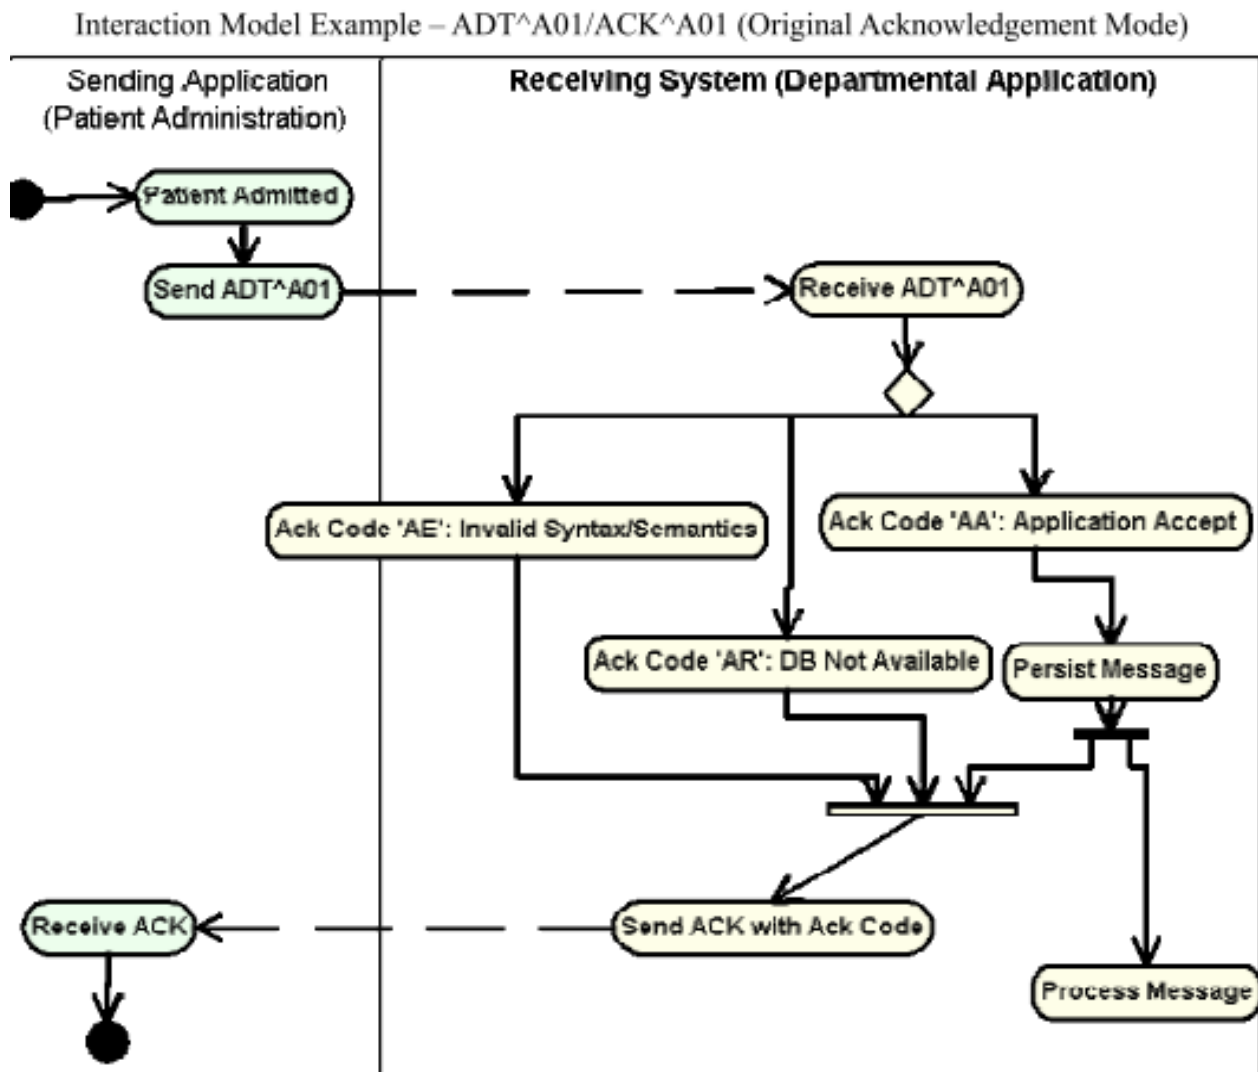 Interaction Model Example – ADT^A01/ACK^A01 (Original Acknowledgement Mode)
Sending Application
(Patient Administration)
Receiving System (Departmental Application)
Patient Admitted
Send ADT^A01
Receive ADT^A01
Ack Code 'AE': Invalid Syntax/Semantics
Ack Code 'AA': Application Accept
Ack Code 'AR': DB Not Available
Persist Message
Receive ACK
Send ACK with Ack Code
Process Message